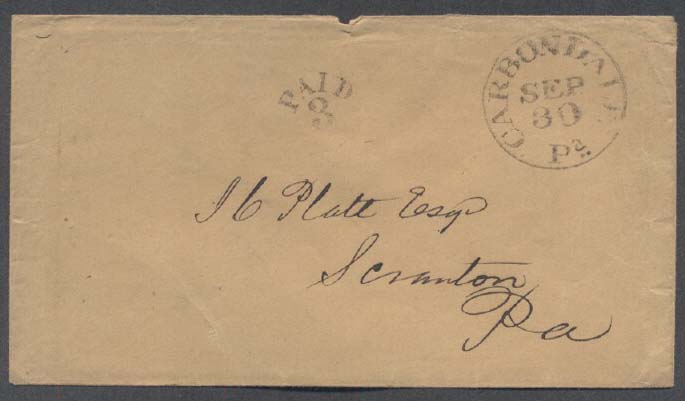 PAID
3
CARBONDALE
SEP
30
Pa.
J C Platt Esqr
Scranton
Pa